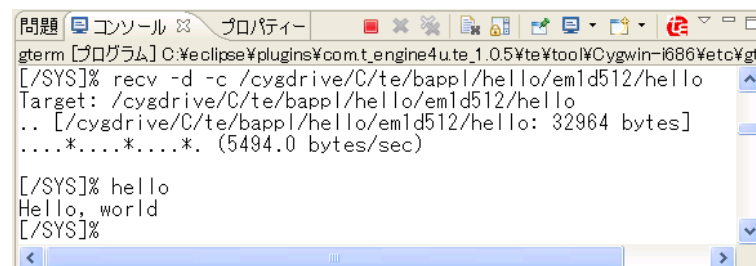 問題 コンソール プロパティー
gterm [プログラム] C:¥eclipse¥plugins¥com.t_engine4u.te_1.0.5¥te¥tool¥Cygwin-i686¥etc¥gt
[/SYS]% recv -d -c /cygdrive/C/te/bappl/hello/em1d512/hello
Target: /cygdrive/C/te/bappl/hello/em1d512/hello
.. [/cygdrive/C/te/bappl/hello/em1d512/hello: 32964 bytes]
....*....*....*. (5494.0 bytes/sec)
[/SYS]% hello
Hello, world
[/SYS]%